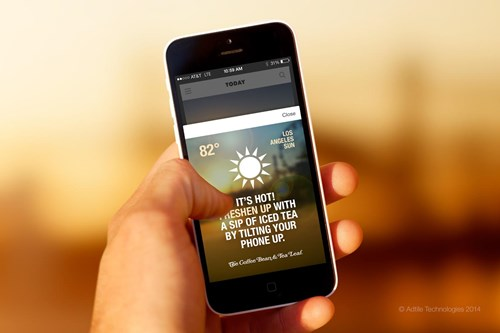 AT&T LTE 10:58 AM 31%
TODAY
Close
82°
LOS
ANGELES
SUN
IT'S HOT!
FRESHEN UP WITH
A SIP OF ICED TEA
BY TILTING YOUR
PHONE UP.
The Coffee Bean & Tea Leaf.
© Adtile Technologies 2014